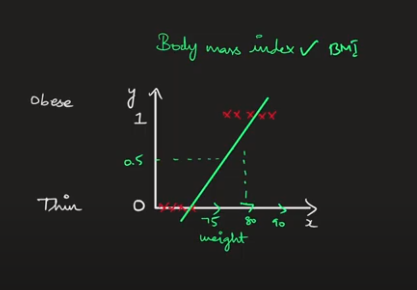 Body mass index ✓ BMI
Obese
y
1
0.5
Thin
0
75 80 90
x
weight